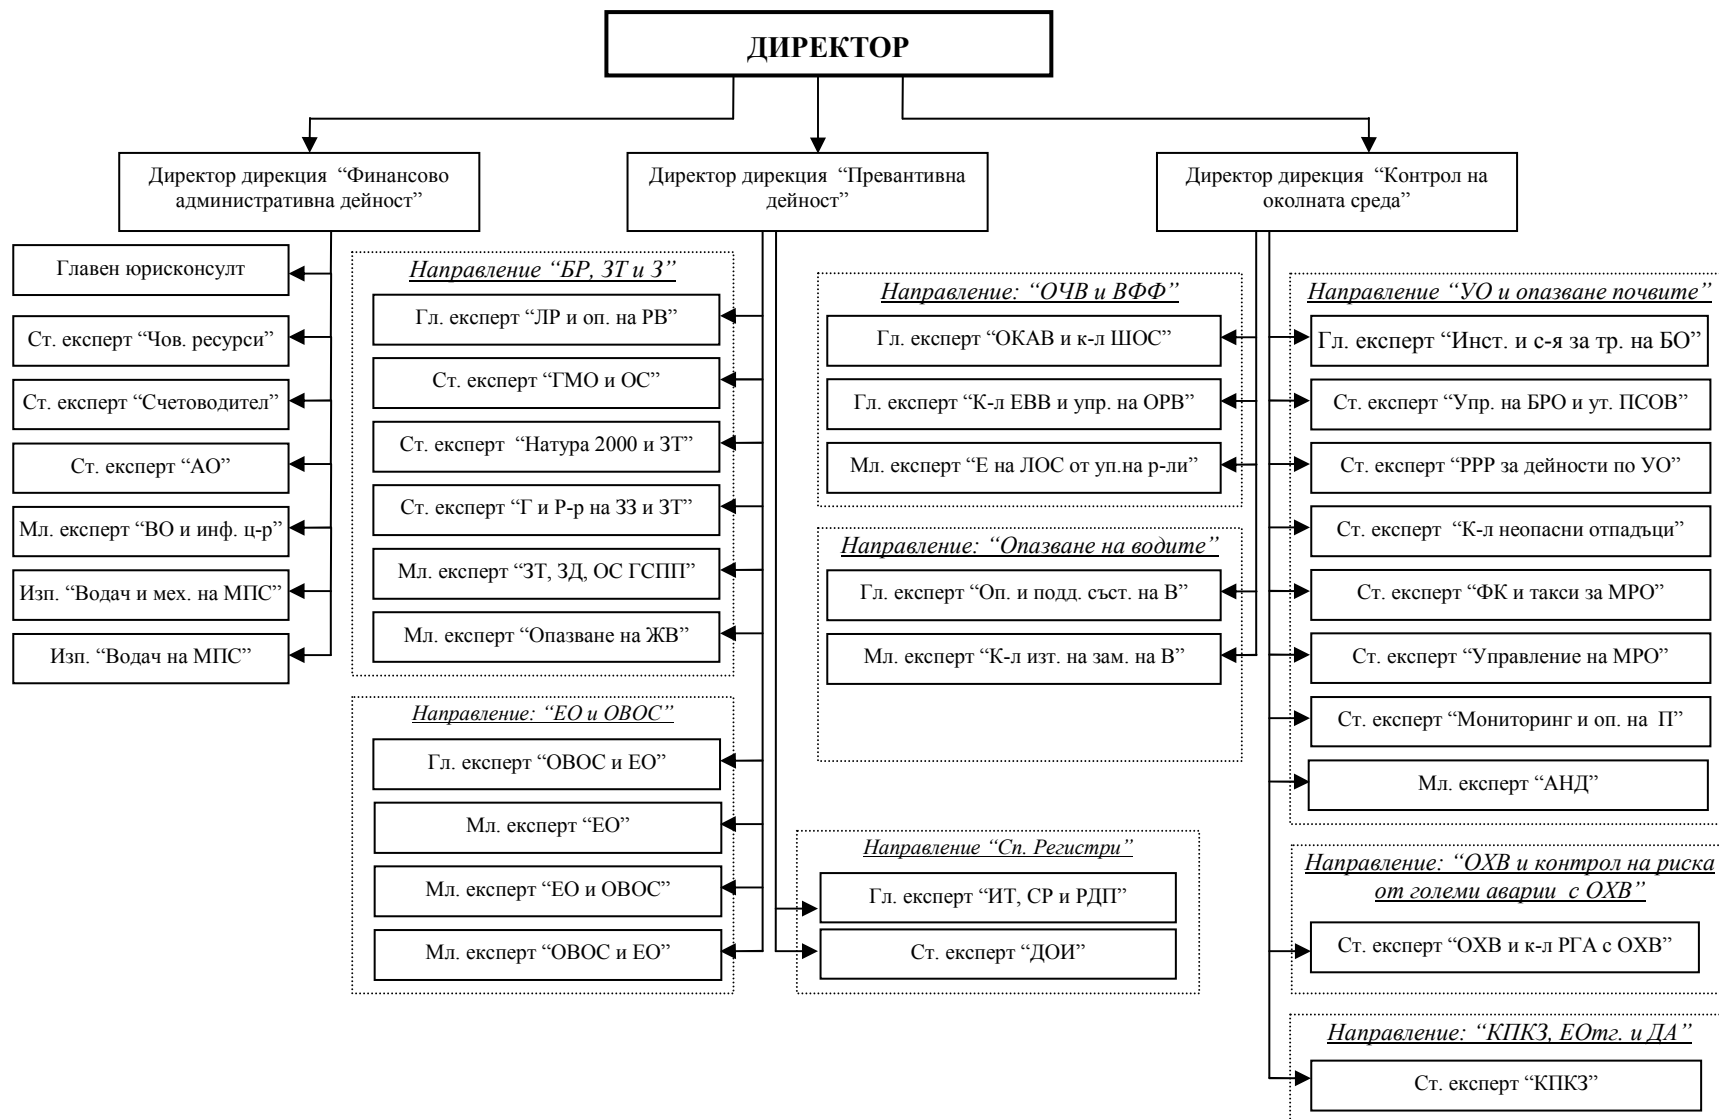 ДИРЕКТОР
Директор дирекция “Финансово
административна дейност”
Директор дирекция “Превантивна
дейност”
Директор дирекция “Контрол на
околната среда”
Главен юрисконсулт
Ст. експерт “Чов. ресурси”
Ст. експерт “Счетоводител”
Ст. експерт “АО”
Мл. експерт “ВО и инф. ц-р”
Изп. “Водач и мех. на МПС”
Изп. “Водач на МПС”
Направление “БР, ЗТ и З”
Гл. експерт “ЛР и оп. на РВ”
Ст. експерт “ГМО и ОС”
Ст. експерт “Натура 2000 и ЗТ”
Ст. експерт “Г и Р-р на ЗЗ и ЗТ”
Мл. експерт “ЗТ, ЗД, ОС ГСПП”
Мл. експерт “Опазване на ЖВ”
Направление: “ЕО и ОВОС”
Гл. експерт “ОВОС и ЕО”
Мл. експерт “ЕО”
Мл. експерт “ЕО и ОВОС”
Мл. експерт “ОВОС и ЕО”
Направление “Сп. Регистри”
Гл. експерт “ИТ, СР и РДП”
Ст. експерт “ДОИ”
Направление: “ОЧВ и ВФФ”
Гл. експерт “ОКАВ и к-л ШОС”
Гл. експерт “К-л ЕВВ и упр. на ОРВ”
Мл. експерт “Е на ЛОС от уп.на р-ли”
Направление: “Опазване на водите”
Гл. експерт “Оп. и подд. съст. на В”
Мл. експерт “К-л изт. на зам. на В”
Направление “УО и опазване почвите”
Гл. експерт “Инст. и с-я за тр. на БО”
Ст. експерт “Упр. на БРО и ут. ПСОВ”
Ст. експерт “РРР за дейности по УО”
Ст. експерт “К-л неопасни отпадъци”
Ст. експерт “ФК и такси за МРО”
Ст. експерт “Управление на МРО”
Ст. експерт “Мониторинг и оп. на П”
Мл. експерт “АНД”
Направление: “ОХВ и контрол на риска
от големи аварии с ОХВ”
Ст. експерт “ОХВ и к-л РГА с ОХВ”
Направление: “КПКЗ, ЕОтг. и ДА”
Ст. експерт “КПКЗ”